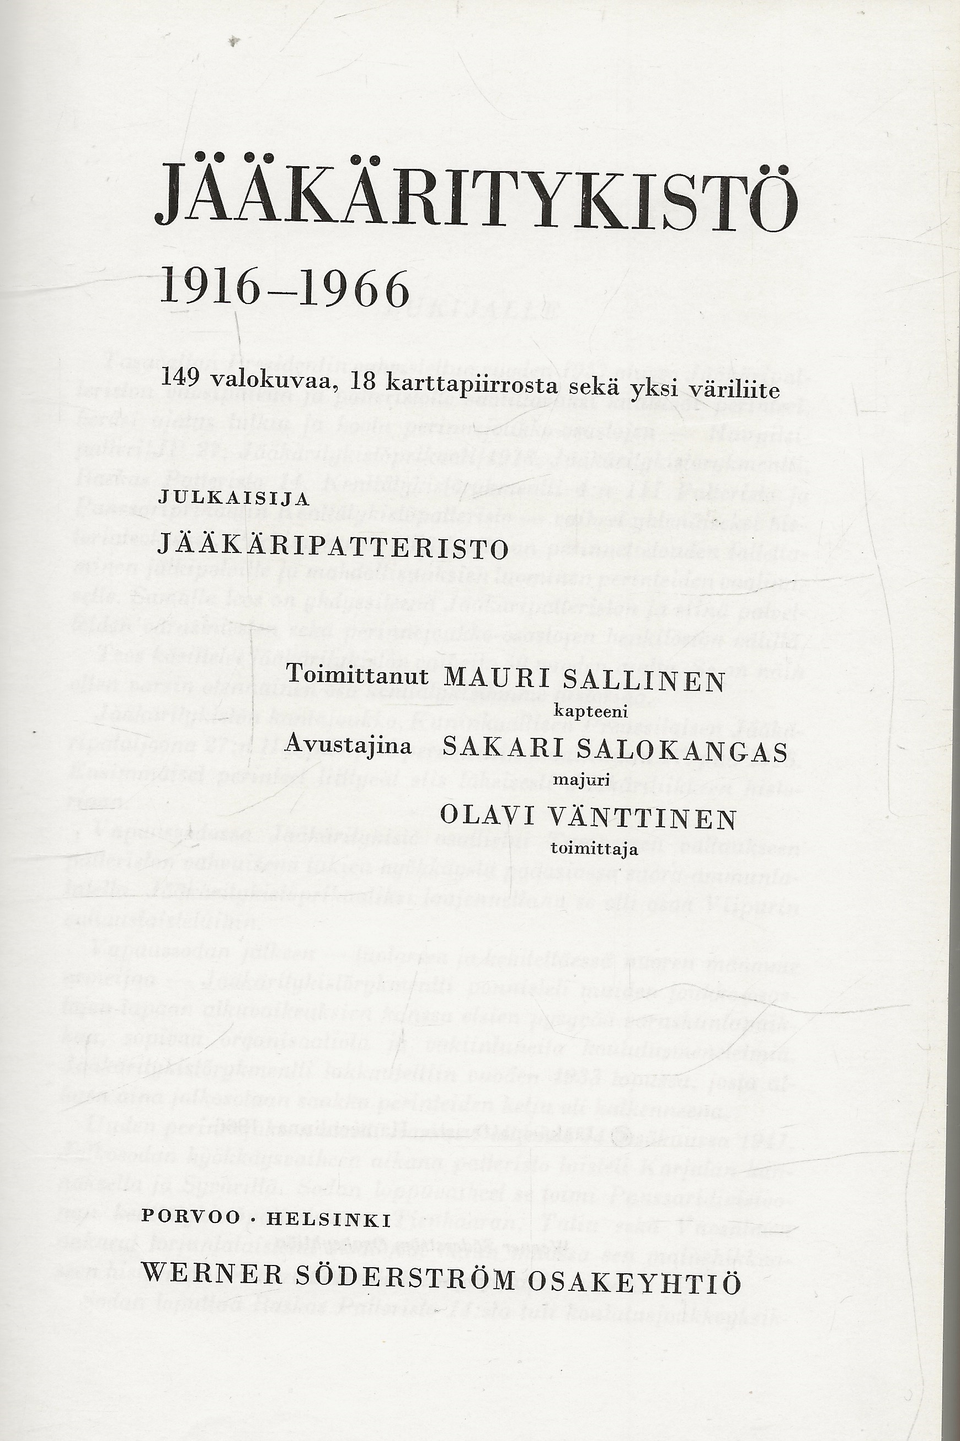 JÄÄKÄRITYKISTÖ
1916–1966
149 valokuvaa, 18 karttapiirrosta sekä yksi väriliite
JULKAISIJA
JÄÄKÄRIPATTERISTO
Toimittanut MAURI SALLINEN
kapteeni
Avustajina SAKARI SALOKANGAS
majuri
OLAVI VÄNTTINEN
toimittaja
PORVOO · HELSINKI
WERNER SÖDERSTRÖM OSAKEYHTIÖ